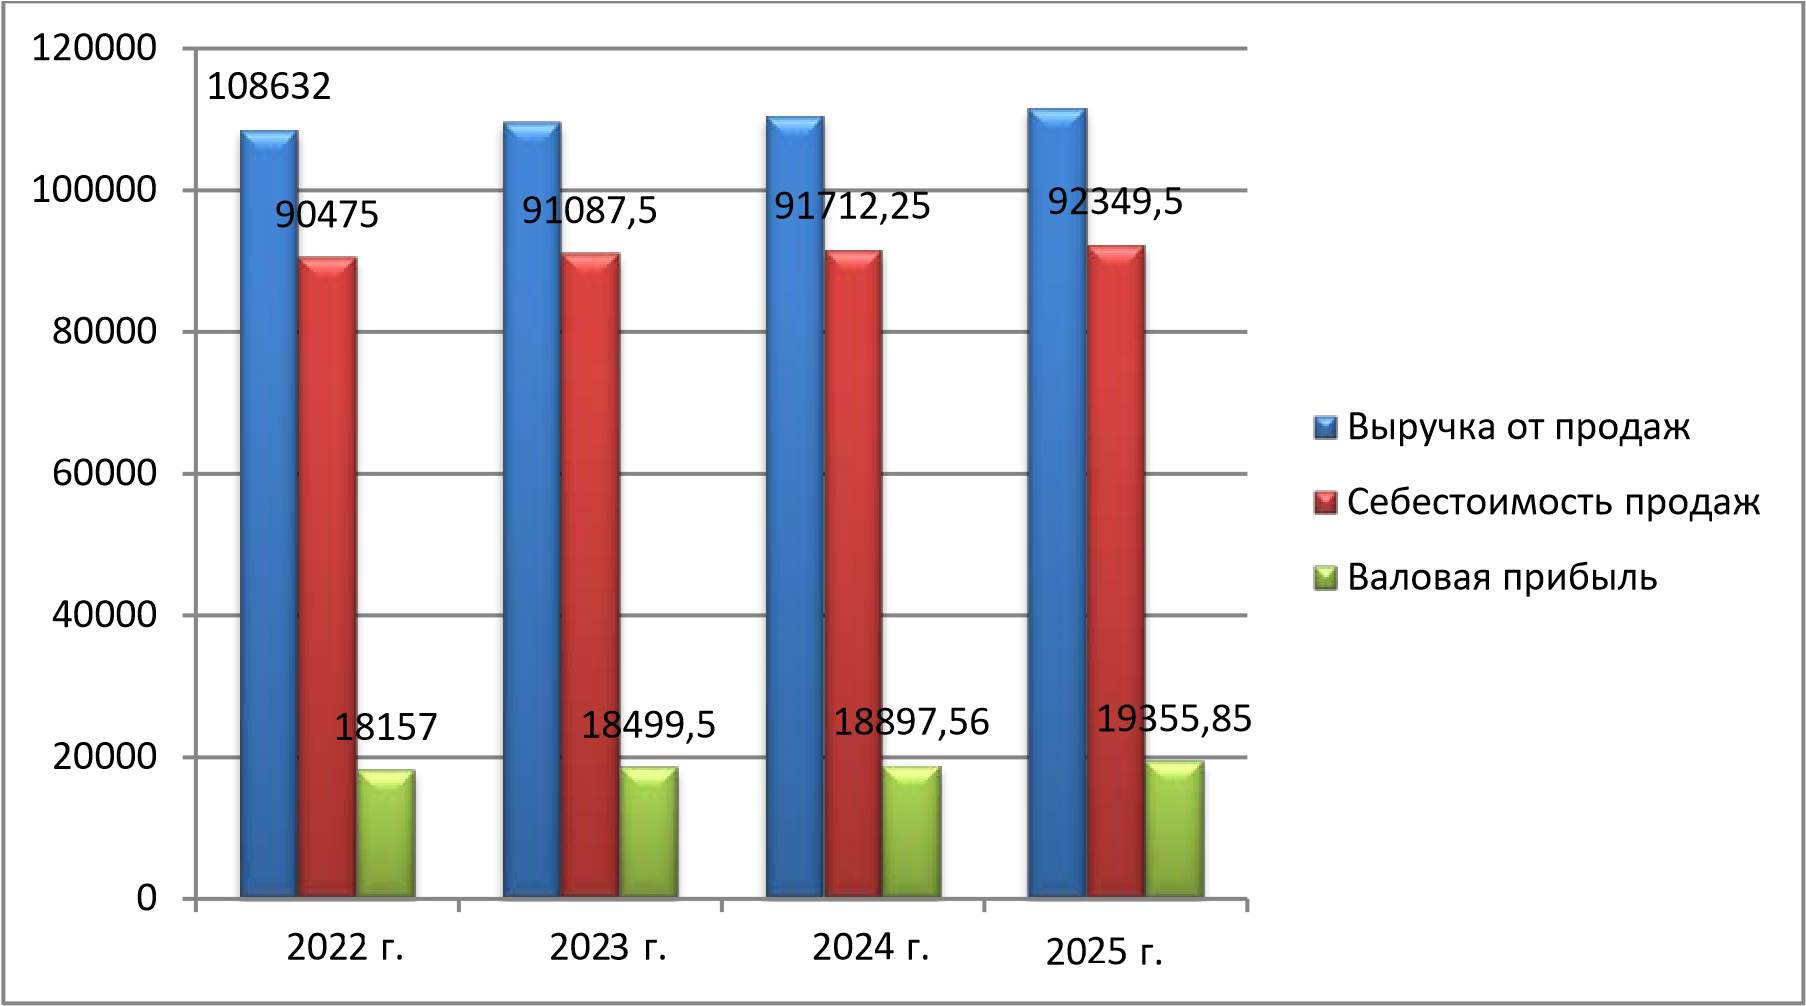 120000
108632
100000
90475
91087,5
91712,25
92349,5
80000
60000
40000
20000
18157
18499,5
18897,56
19355,85
0
2022 г.
2023 г.
2024 г.
2025 г.
Выручка от продаж
Себестоимость продаж
Валовая прибыль